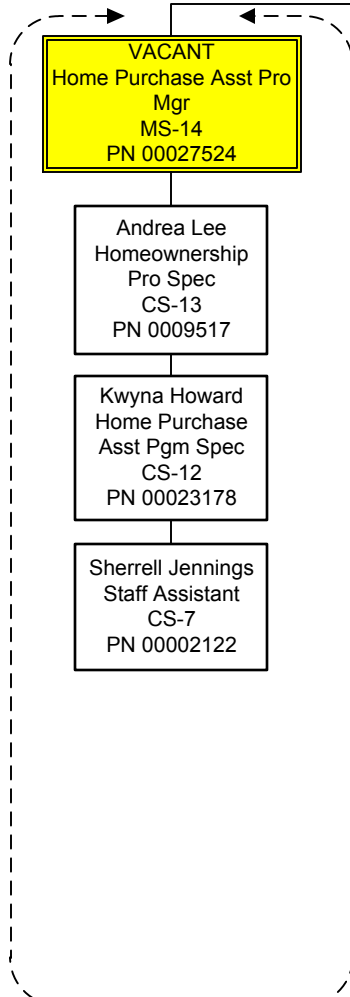 VACANT
Home Purchase Asst Pro
Mgr
MS-14
PN 00027524
Andrea Lee
Homeownership
Pro Spec
CS-13
PN 0009517
Kwyna Howard
Home Purchase
Asst Pgm Spec
CS-12
PN 00023178
Sherrell Jennings
Staff Assistant
CS-7
PN 00002122